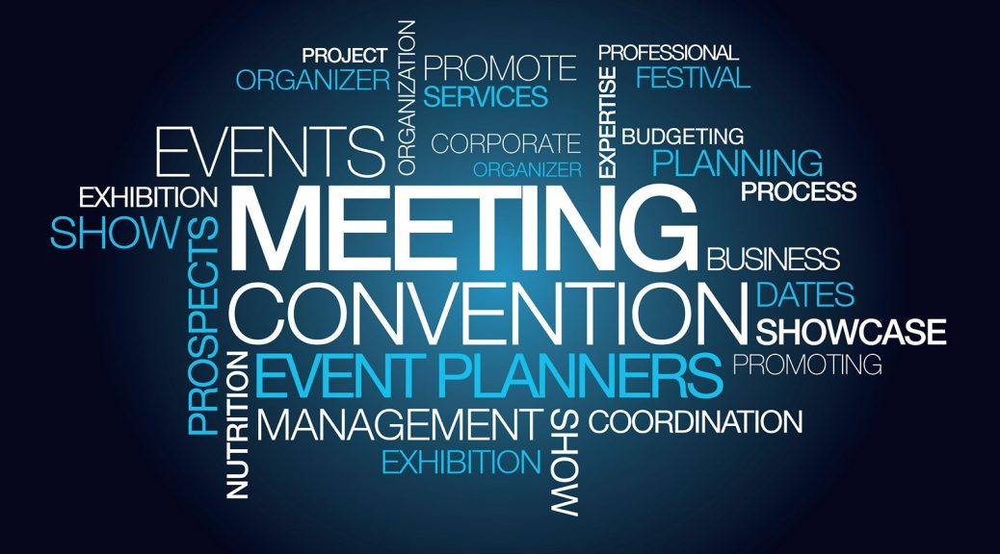 PROJECT
ORGANIZER
ORGANIZATION
PROMOTE
SERVICES
PROFESSIONAL
FESTIVAL
EXPERTISE
EVENTS
CORPORATE
ORGANIZER
BUDGETING
PLANNING
PROCESS
EXHIBITION
SHOW
PROSPECTS
MEETING
BUSINESS
CONVENTION
DATES
SHOWCASE
NUTRITION
EVENT PLANNERS
PROMOTING
MANAGEMENT
SHOW
COORDINATION
EXHIBITION